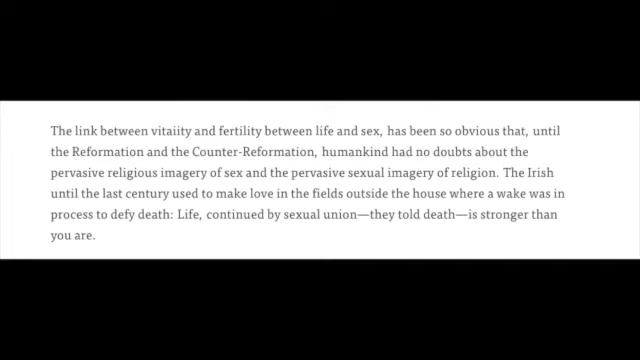 The link between vitaiity and fertility between life and sex, has been so obvious that, until
the Reformation and the Counter-Reformation, humankind had no doubts about the
pervasive religious imagery of sex and the pervasive sexual imagery of religion. The Irish
until the last century used to make love in the fields outside the house where a wake was in
process to defy death: Life, continued by sexual union—they told death—is stronger than
you are.